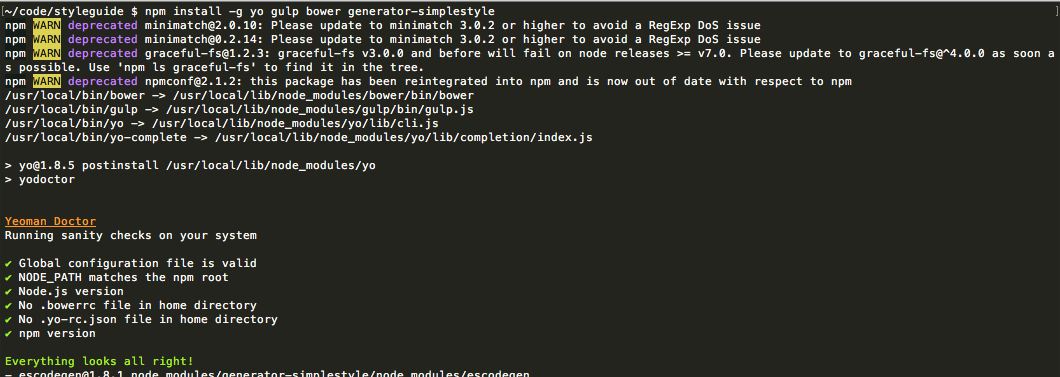 [~/code/styleguide $ npm install -g yo gulp bower generator-simplestyle ]
npm WARN deprecated minimatch@2.0.10: Please update to minimatch 3.0.2 or higher to avoid a RegExp DoS issue
npm WARN deprecated minimatch@0.2.14: Please update to minimatch 3.0.2 or higher to avoid a RegExp DoS issue
npm WARN deprecated graceful-fs@1.2.3: graceful-fs v3.0.0 and before will fail on node releases >= v7.0. Please update to graceful-fs@^4.0.0 as soon a
s possible. Use 'npm ls graceful-fs' to find it in the tree.
npm WARN deprecated npmconf@2.1.2: this package has been reintegrated into npm and is now out of date with respect to npm
/usr/local/bin/bower -> /usr/local/lib/node_modules/bower/bin/bower
/usr/local/bin/gulp -> /usr/local/lib/node_modules/gulp/bin/gulp.js
/usr/local/bin/yo -> /usr/local/lib/node_modules/yo/lib/cli.js
/usr/local/bin/yo-complete -> /usr/local/lib/node_modules/yo/lib/completion/index.js
> yo@1.8.5 postinstall /usr/local/lib/node_modules/yo
> yodoctor
Yeoman Doctor
Running sanity checks on your system
✔ Global configuration file is valid
✔ NODE_PATH matches the npm root
✔ Node.js version
✔ No .bowerrc file in home directory
✔ No .yo-rc.json file in home directory
✔ npm version
Everything looks all right!
- escodegen@1.8.1 node_modules/generator-simplestyle/node_modules/escodegen